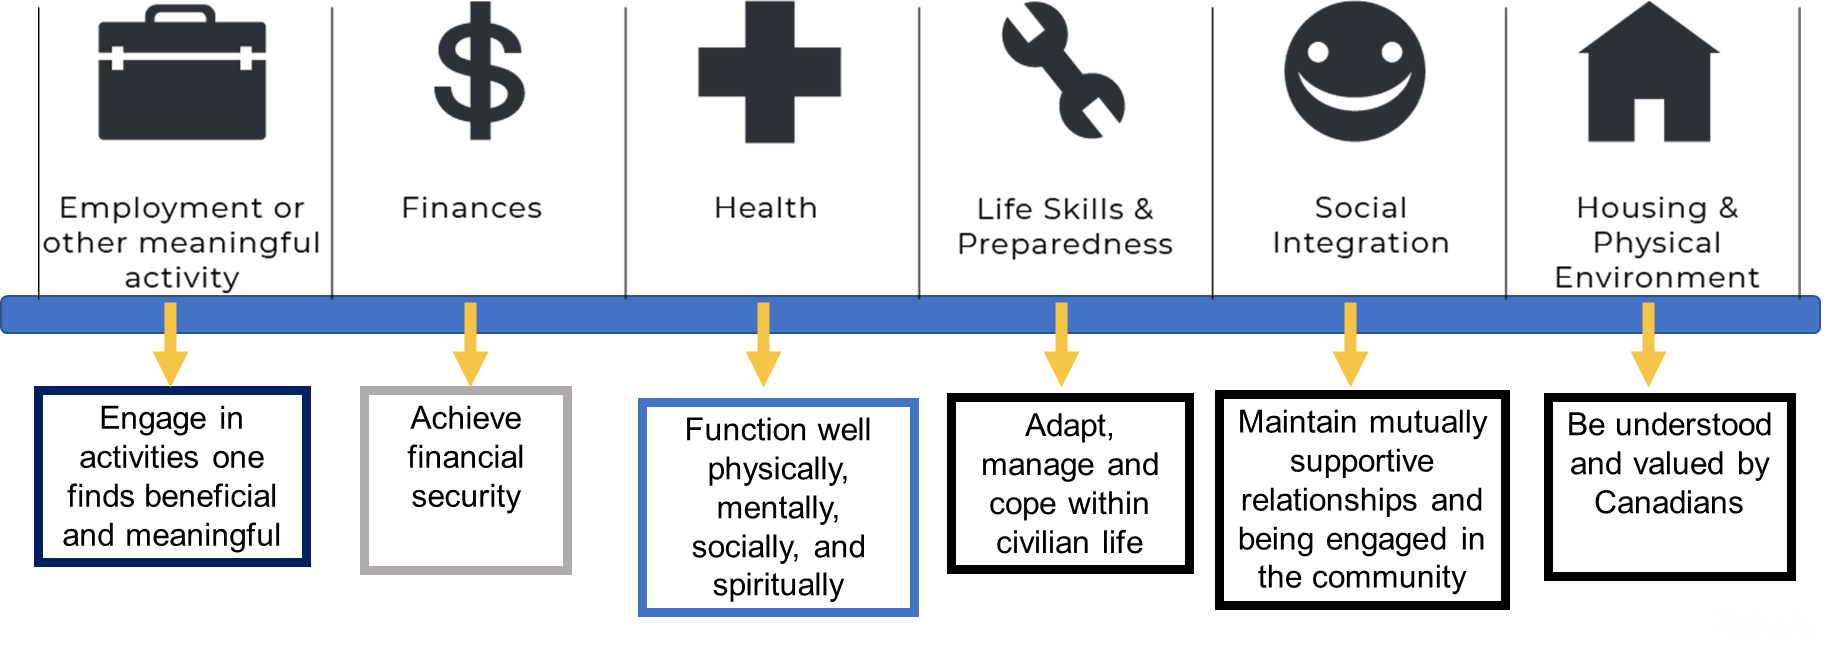 Employment or
other meaningful
activity
Finances
Health
Life Skills &
Preparedness
Social
Integration
Housing &
Physical
Environment
Engage in
activities one
finds beneficial
and meaningful
Achieve
financial
security
Function well
physically,
mentally,
socially, and
spiritually
Adapt,
manage and
cope within
civilian life
Maintain mutually
supportive
relationships and
being engaged in
the community
Be understood
and valued by
Canadians